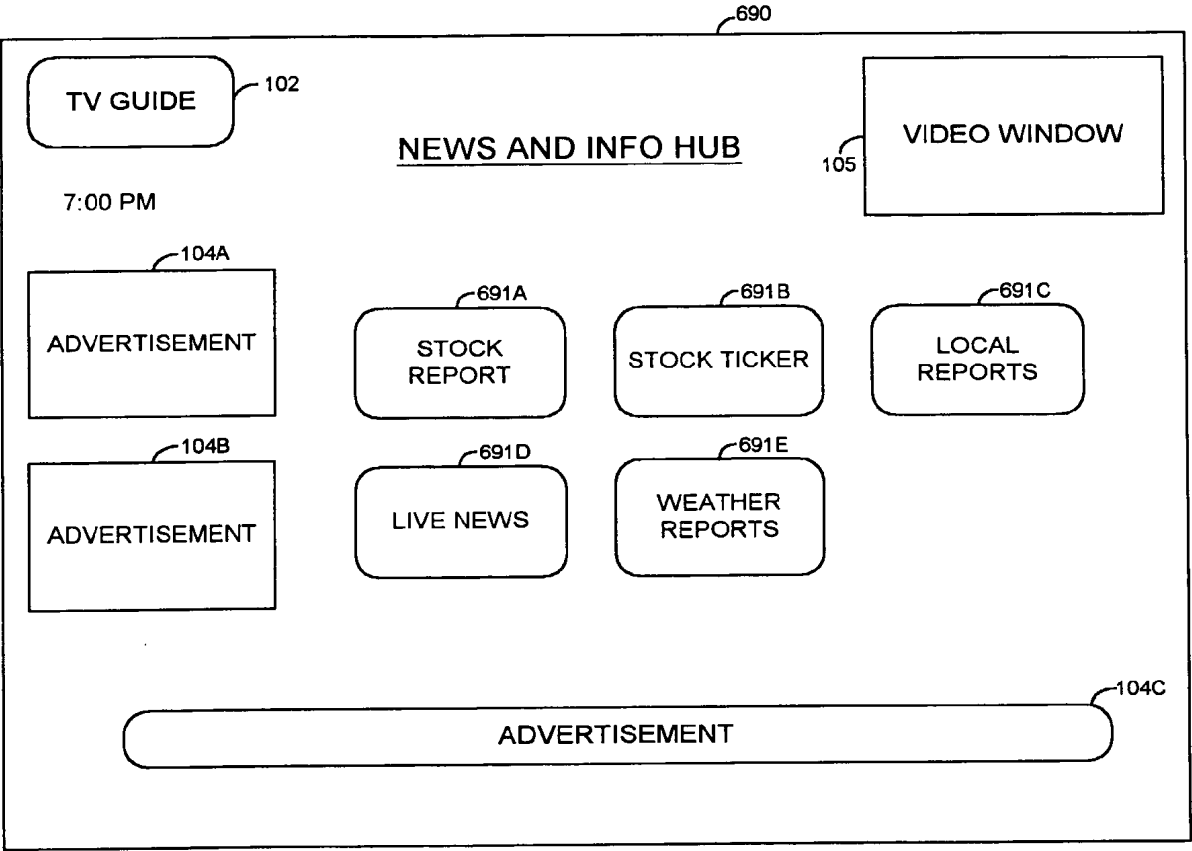 690
TV GUIDE
102
NEWS AND INFO HUB
VIDEO WINDOW
105
7:00 PM
104A
ADVERTISEMENT
691A
STOCK
REPORT
691B
STOCK TICKER
691C
LOCAL
REPORTS
104B
ADVERTISEMENT
691D
LIVE NEWS
691E
WEATHER
REPORTS
104C
ADVERTISEMENT